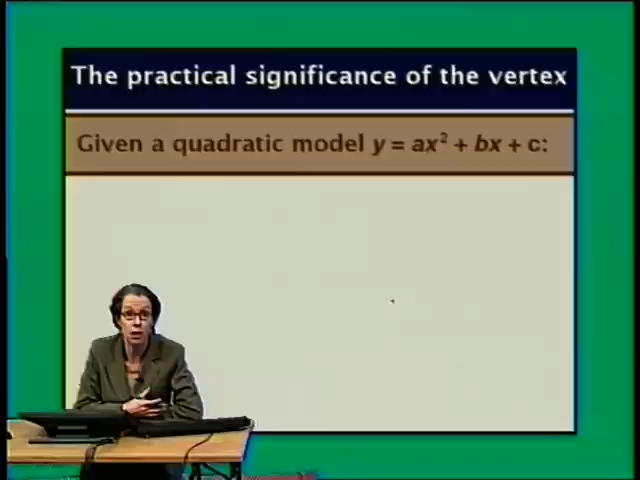 The practical significance of the vertex
Given a quadratic model y = ax² + bx + c: